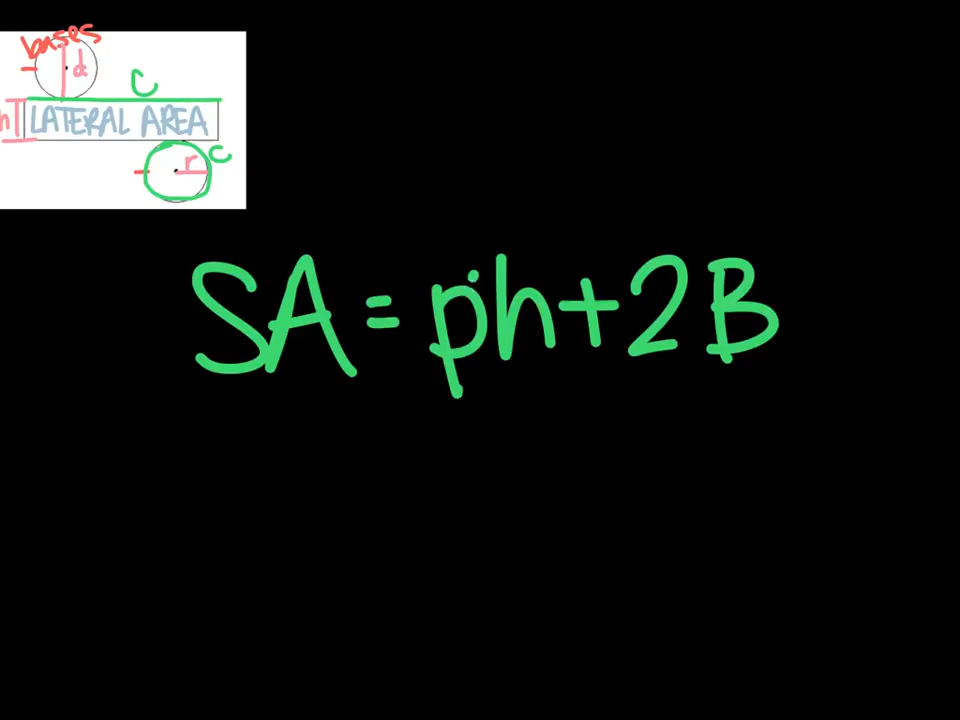 bases
d
C
h LATERAL AREA
r C
SA = ph + 2B